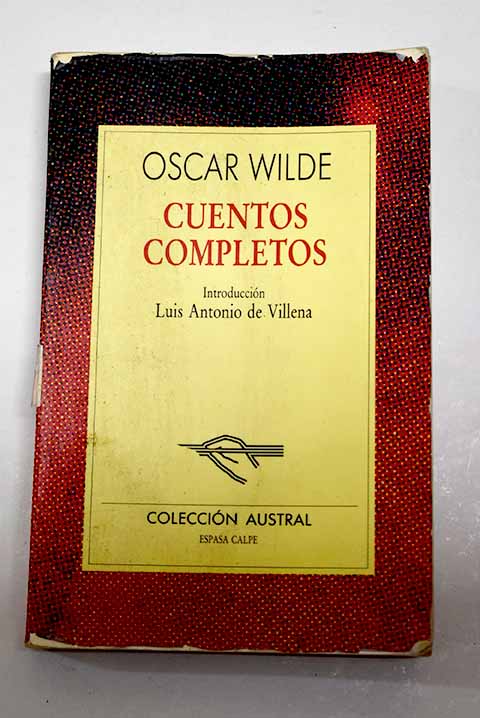 OSCAR WILDE
CUENTOS
COMPLETOS
Introducción
Luis Antonio de Villena
COLECCIÓN AUSTRAL
ESPASA CALPE